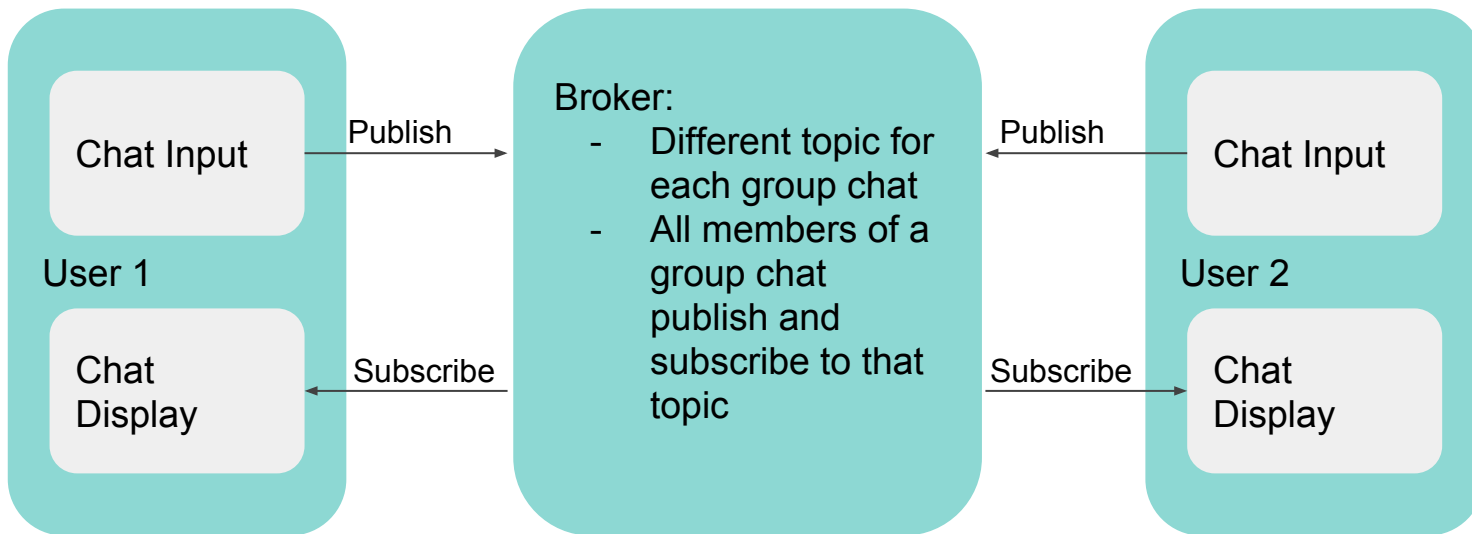 Chat Input
Publish
User 1
Chat
Display
Subscribe
Broker:
- Different topic for
each group chat
- All members of a
group chat
publish and
subscribe to that
topic
Publish
Chat Input
User 2
Subscribe
Chat
Display